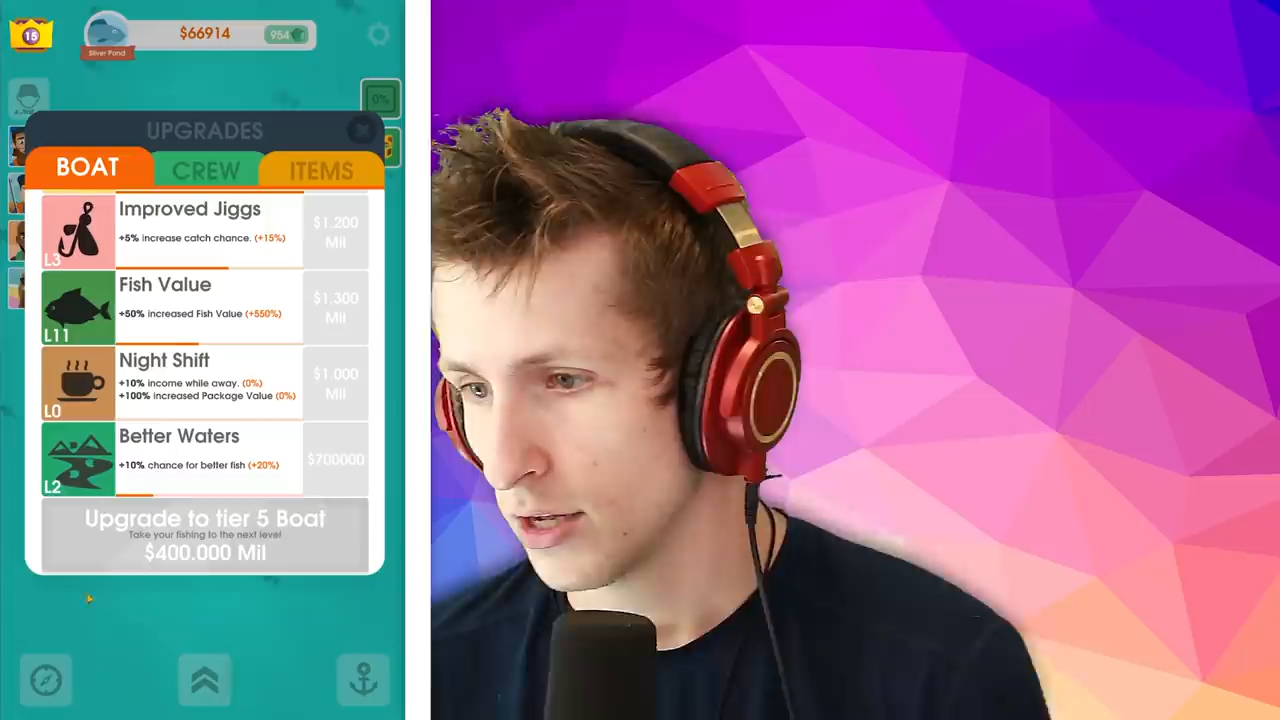 15
$66914
954
Silver Pond
0%
UPGRADES
BOAT
CREW
ITEMS
Improved Jiggs
+5% increase catch chance. (+15%)
L3
$1.200
Mil
Fish Value
+50% increased Fish Value (+550%)
L11
$1.300
Mil
Night Shift
+10% income while away. (0%)
+100% increased Package Value (0%)
L0
$1.000
Mil
Better Waters
+10% chance for better fish (+20%)
L2
$700000
Upgrade to tier 5 Boat
Take your fishing to the next level!
$400.000 Mil